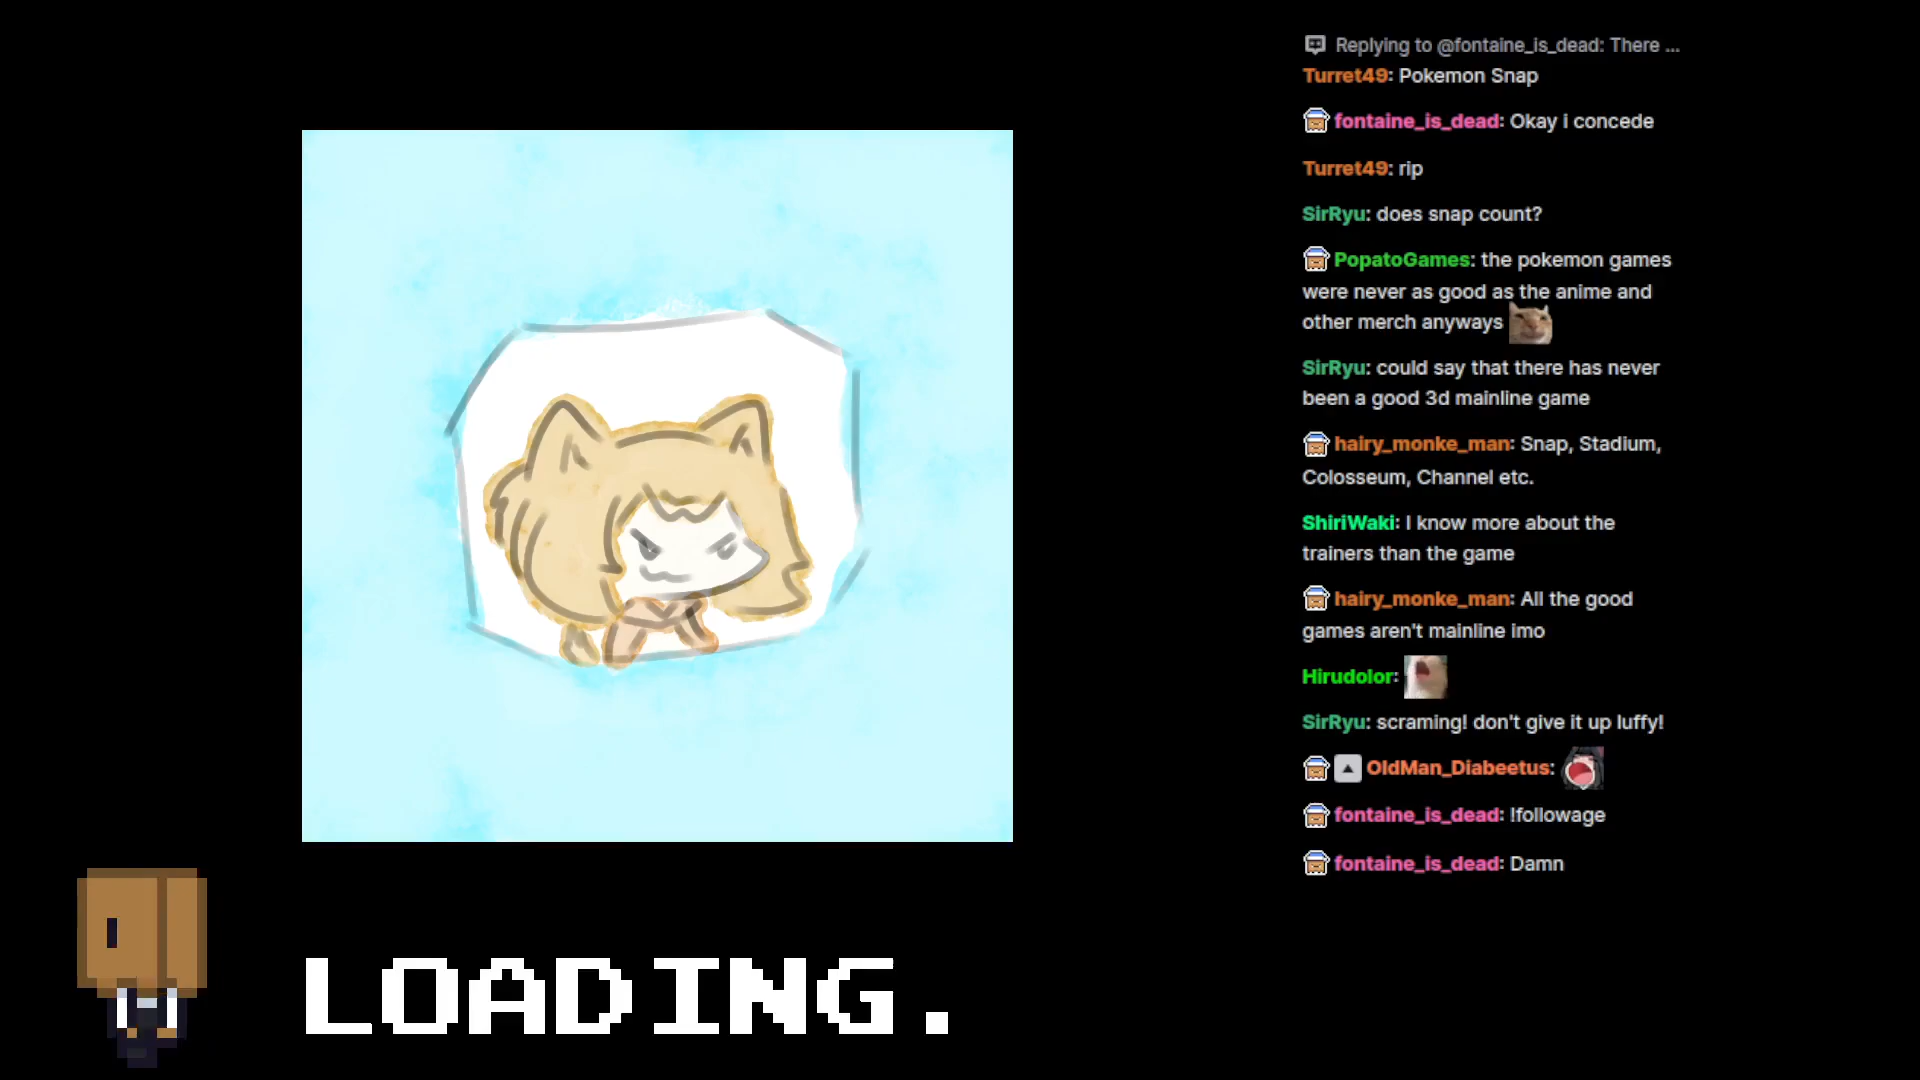 Replying to @fontaine_is_dead: There ...
Turret49: Pokemon Snap
fontaine_is_dead: Okay i concede
Turret49: rip
SirRyu: does snap count?
PopatoGames: the pokemon games
were never as good as the anime and
other merch anyways
SirRyu: could say that there has never
been a good 3d mainline game
hairy_monke_man: Snap, Stadium,
Colosseum, Channel etc.
ShiriWaki: I know more about the
trainers than the game
hairy_monke_man: All the good
games aren't mainline imo
Hirudolor:
SirRyu: scraming! don't give it up luffy!
OldMan_Diabeetus:
fontaine_is_dead: !followage
fontaine_is_dead: Damn
LOADING.